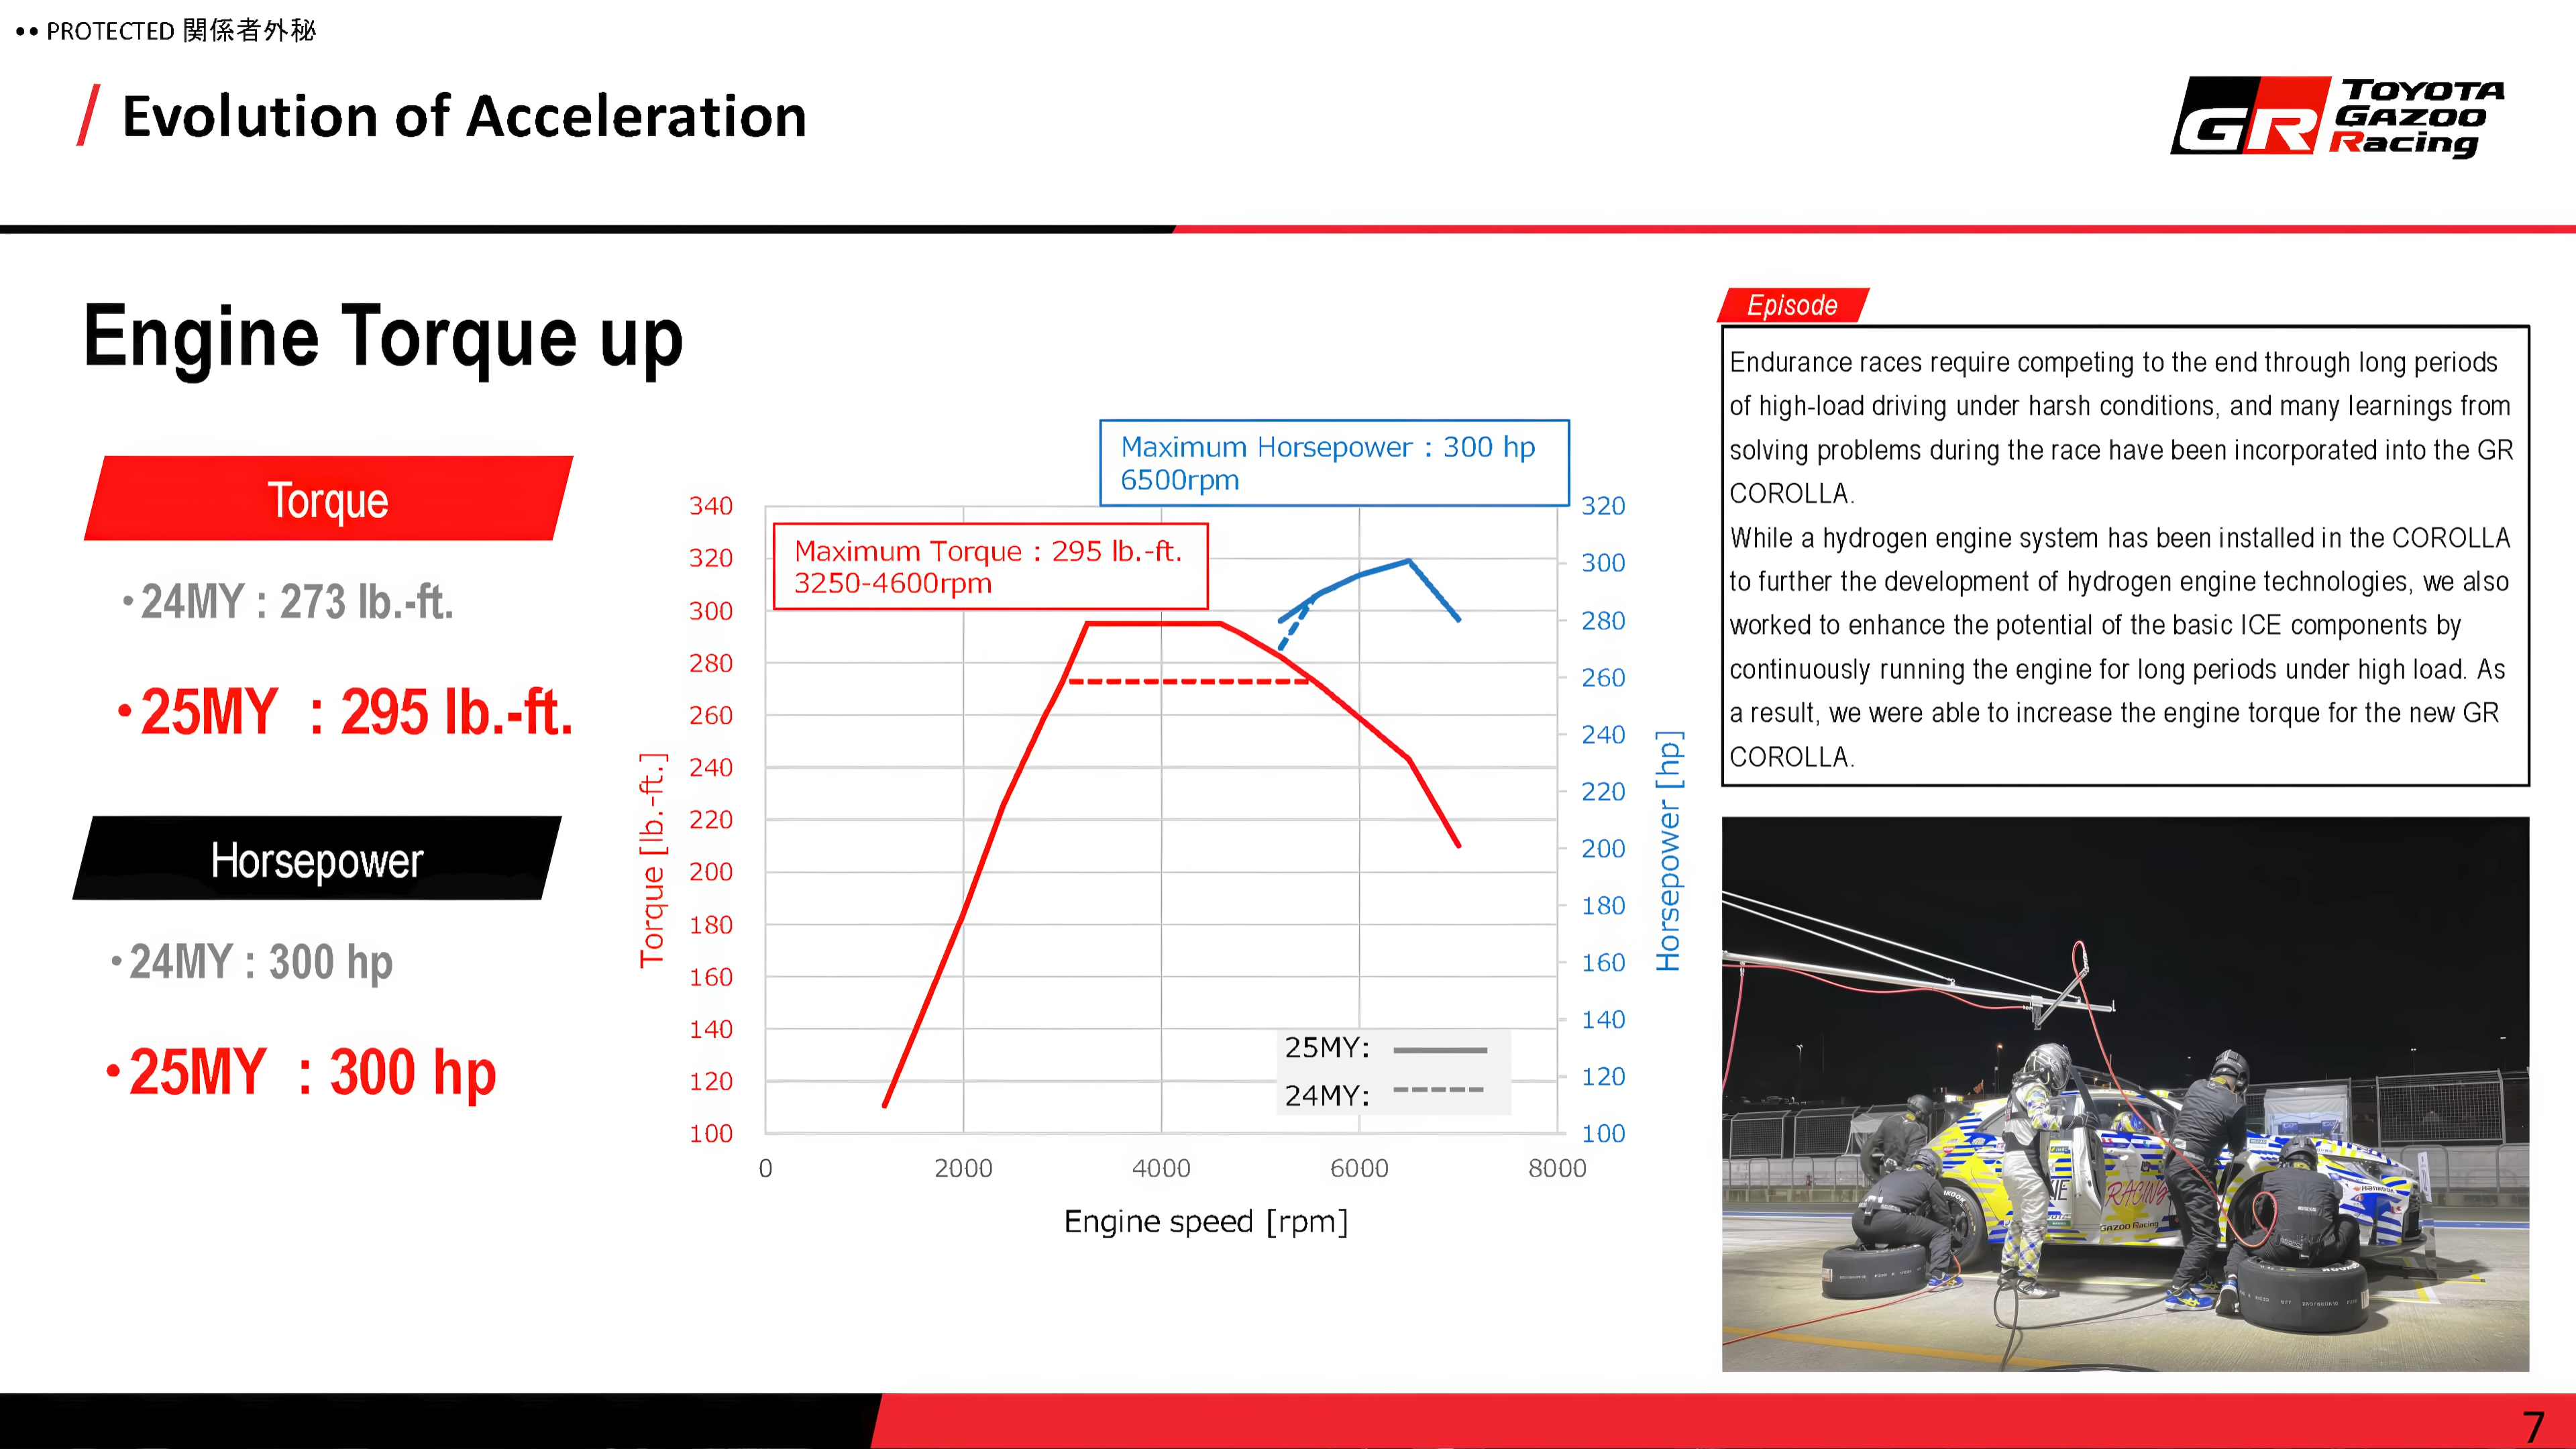 •• PROTECTED 関係者外秘
/ Evolution of Acceleration
GR TOYOTA
GAZOO
Racing
Engine Torque up
Torque
・24MY : 273 lb.-ft.
・25MY : 295 lb.-ft.
Horsepower
・24MY : 300 hp
・25MY : 300 hp
Maximum Horsepower : 300 hp
6500rpm
Maximum Torque : 295 lb.-ft.
3250-4600rpm
Torque [lb.-ft.]
340
320
300
280
260
240
220
200
180
160
140
120
100
320
300
280
260
240
220
200
180
160
140
120
100
Horsepower [hp]
25MY:
24MY:
0 2000 4000 6000 8000
Engine speed [rpm]
Episode
Endurance races require competing to the end through long periods
of high-load driving under harsh conditions, and many learnings from
solving problems during the race have been incorporated into the GR
COROLLA.
While a hydrogen engine system has been installed in the COROLLA
to further the development of hydrogen engine technologies, we also
worked to enhance the potential of the basic ICE components by
continuously running the engine for long periods under high load. As
a result, we were able to increase the engine torque for the new GR
COROLLA.
RACING
GAZOO Racing
Hankook
7